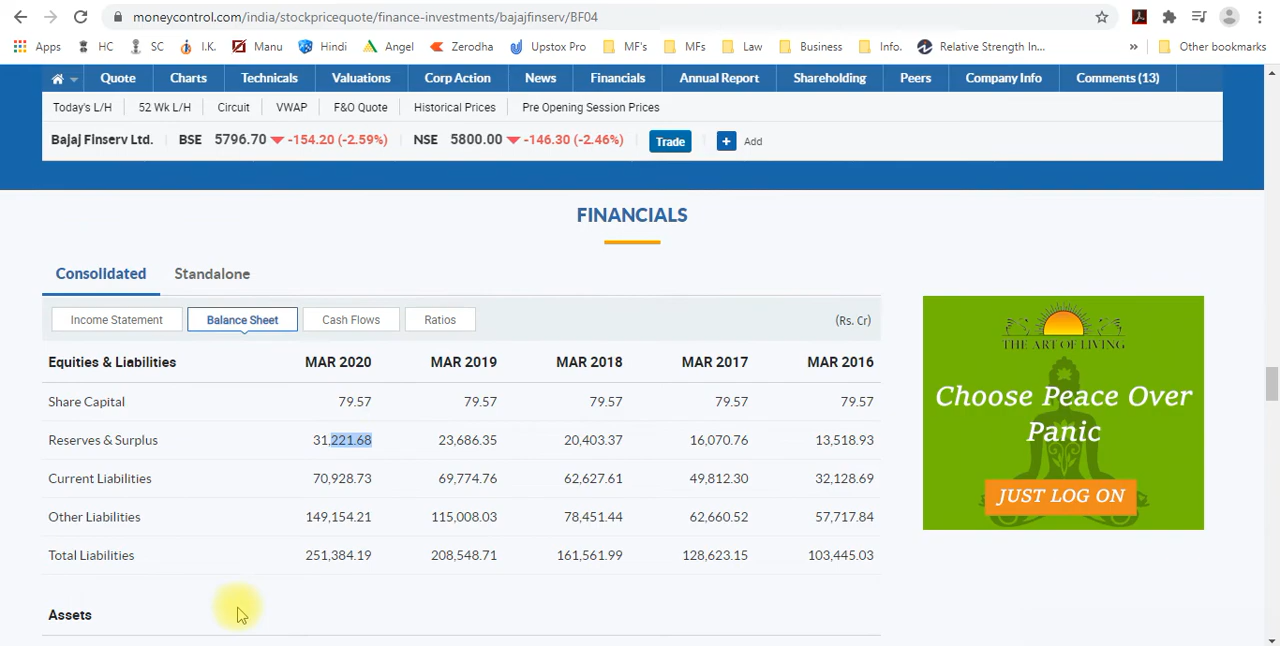 moneycontrol.com/india/stockpricequote/finance-investments/bajajfinserv/BF04
Apps HC SC I.K. Manu Hindi Angel Zerodha Upstox Pro MF's MFs Law Business Info. Relative Strength In... » Other bookmarks
Quote Charts Technicals Valuations Corp Action News Financials Annual Report Shareholding Peers Company Info Comments (13)
Today's L/H 52 Wk L/H Circuit VWAP F&O Quote Historical Prices Pre Opening Session Prices
Bajaj Finserv Ltd. BSE 5796.70 -154.20 (-2.59%) NSE 5800.00 -146.30 (-2.46%) Trade + Add
FINANCIALS
Consolidated Standalone
Income Statement Balance Sheet Cash Flows Ratios (Rs. Cr)
Equities & Liabilities MAR 2020 MAR 2019 MAR 2018 MAR 2017 MAR 2016
Share Capital 79.57 79.57 79.57 79.57 79.57
Reserves & Surplus 31,221.68 23,686.35 20,403.37 16,070.76 13,518.93
Current Liabilities 70,928.73 69,774.76 62,627.61 49,812.30 32,128.69
Other Liabilities 149,154.21 115,008.03 78,451.44 62,660.52 57,717.84
Total Liabilities 251,384.19 208,548.71 161,561.99 128,623.15 103,445.03
Assets
THE ART OF LIVING
Choose Peace Over
Panic
JUST LOG ON